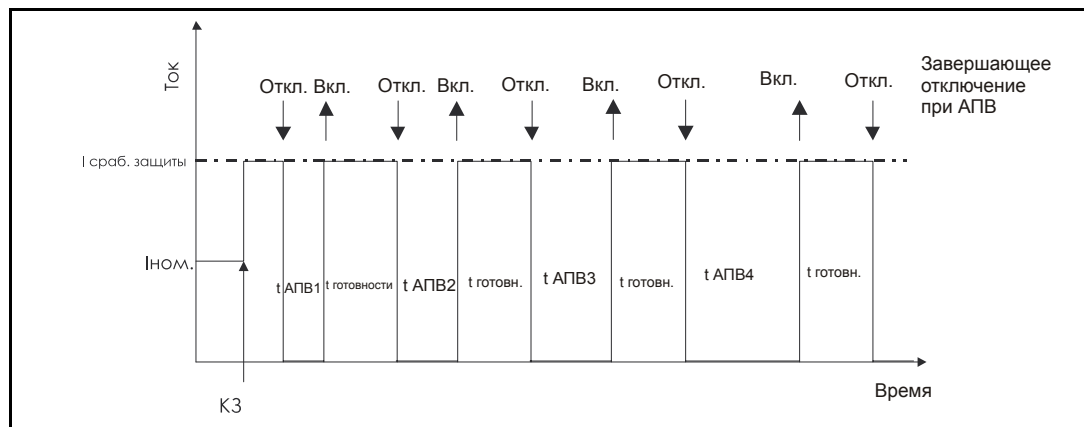 Ток
Откл. Вкл. Откл. Вкл. Откл. Вкл. Откл. Вкл. Откл.
Завершающее
отключение
при АПВ
I сраб. защиты
Iном.
t АПВ1 t готовности t АПВ2 t готовн. t АПВ3 t готовн. t АПВ4 t готовн.
Время
КЗ